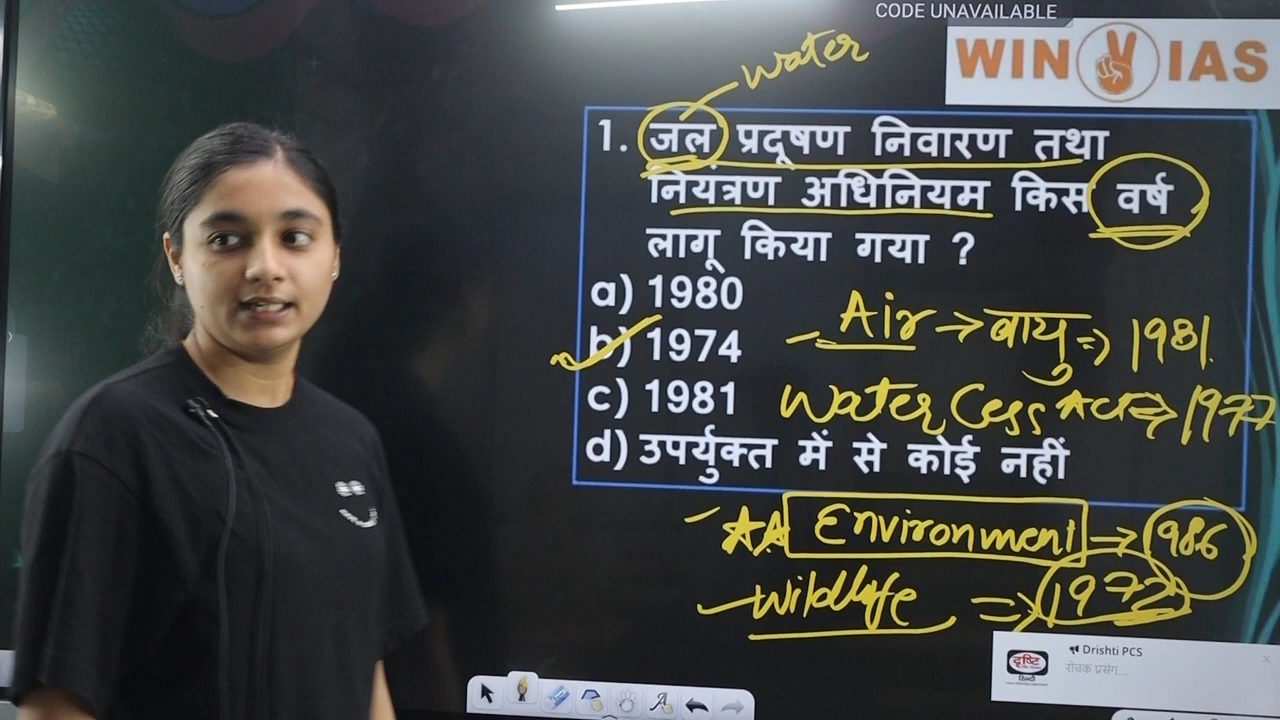 CODE UNAVAILABLE
WIN IAS
Water
1. जल प्रदूषण निवारण तथा
नियंत्रण अधिनियम किस वर्ष
लागू किया गया ?
a) 1980
b) 1974
c) 1981
d) उपर्युक्त में से कोई नहीं
Air → वायु => 1981.
Water Cess Act => 1977
Environment → 1986
Wildlife => 1972
Drishti PCS
रोचक प्रसंग...
दृष्टि